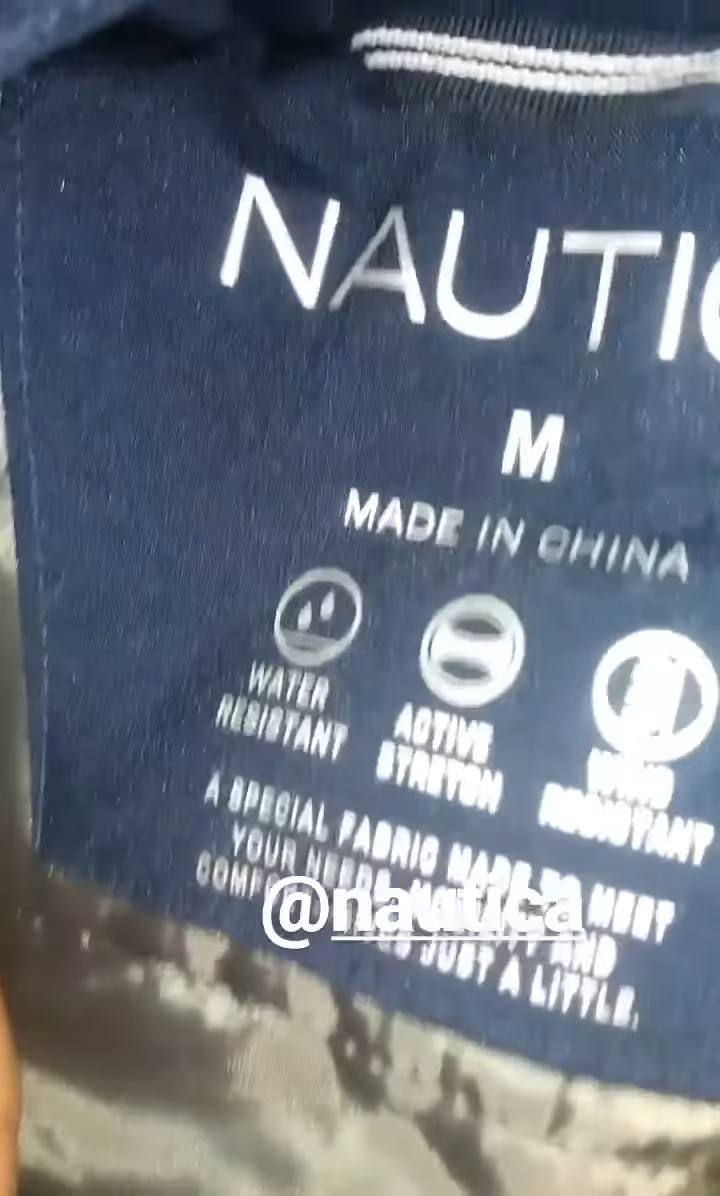 NAUTIC
M
MADE IN CHINA
WATER
RESISTANT
ACTIVE
STRETCH
RESISTANT
A SPECIAL FABRIC MADE TO MEET
YOUR NEEDS. AND
@nautica
JUST A LITTLE.